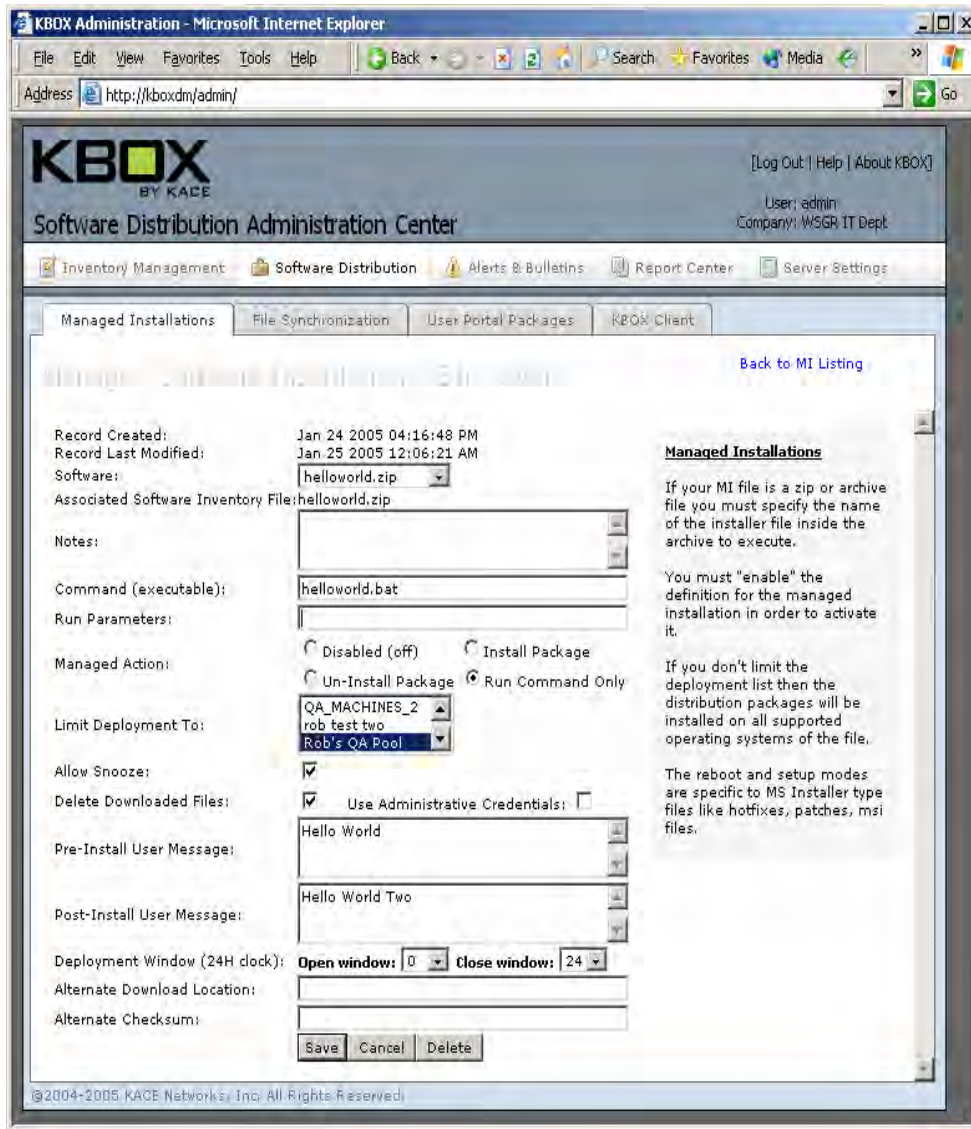 KBOX Administration - Microsoft Internet Explorer
File Edit View Favorites Tools Help Back Search Favorites Media »
Address http://kboxdm/admin/ Go
KBOX
BY KACE
[Log Out | Help | About KBOX]
User: admin
Company: WSGR IT Dept
Software Distribution Administration Center
Inventory Management Software Distribution Alerts & Bulletins Report Center Server Settings
Managed Installations File Synchronization User Portal Packages KBOX Client
Back to MI Listing
Record Created: Jan 24 2005 04:16:48 PM
Record Last Modified: Jan 25 2005 12:06:21 AM
Software: helloworld.zip
Associated Software Inventory File:helloworld.zip
Notes:
Command (executable): helloworld.bat
Run Parameters:
Managed Action: Disabled (off) Install Package
Un-Install Package Run Command Only
Limit Deployment To: QA_MACHINES_2
rob test two
Rob's QA Pool
Allow Snooze:
Delete Downloaded Files: Use Administrative Credentials:
Pre-Install User Message: Hello World
Post-Install User Message: Hello World Two
Deployment Window (24H clock): Open window: 0 Close window: 24
Alternate Download Location:
Alternate Checksum:
Save Cancel Delete
Managed Installations
If your MI file is a zip or archive
file you must specify the name
of the installer file inside the
archive to execute.
You must "enable" the
definition for the managed
installation in order to activate
it.
If you don't limit the
deployment list then the
distribution packages will be
installed on all supported
operating systems of the file.
The reboot and setup modes
are specific to MS Installer type
files like hotfixes, patches, msi
files.
©2004-2005 KACE Networks, Inc. All Rights Reserved.